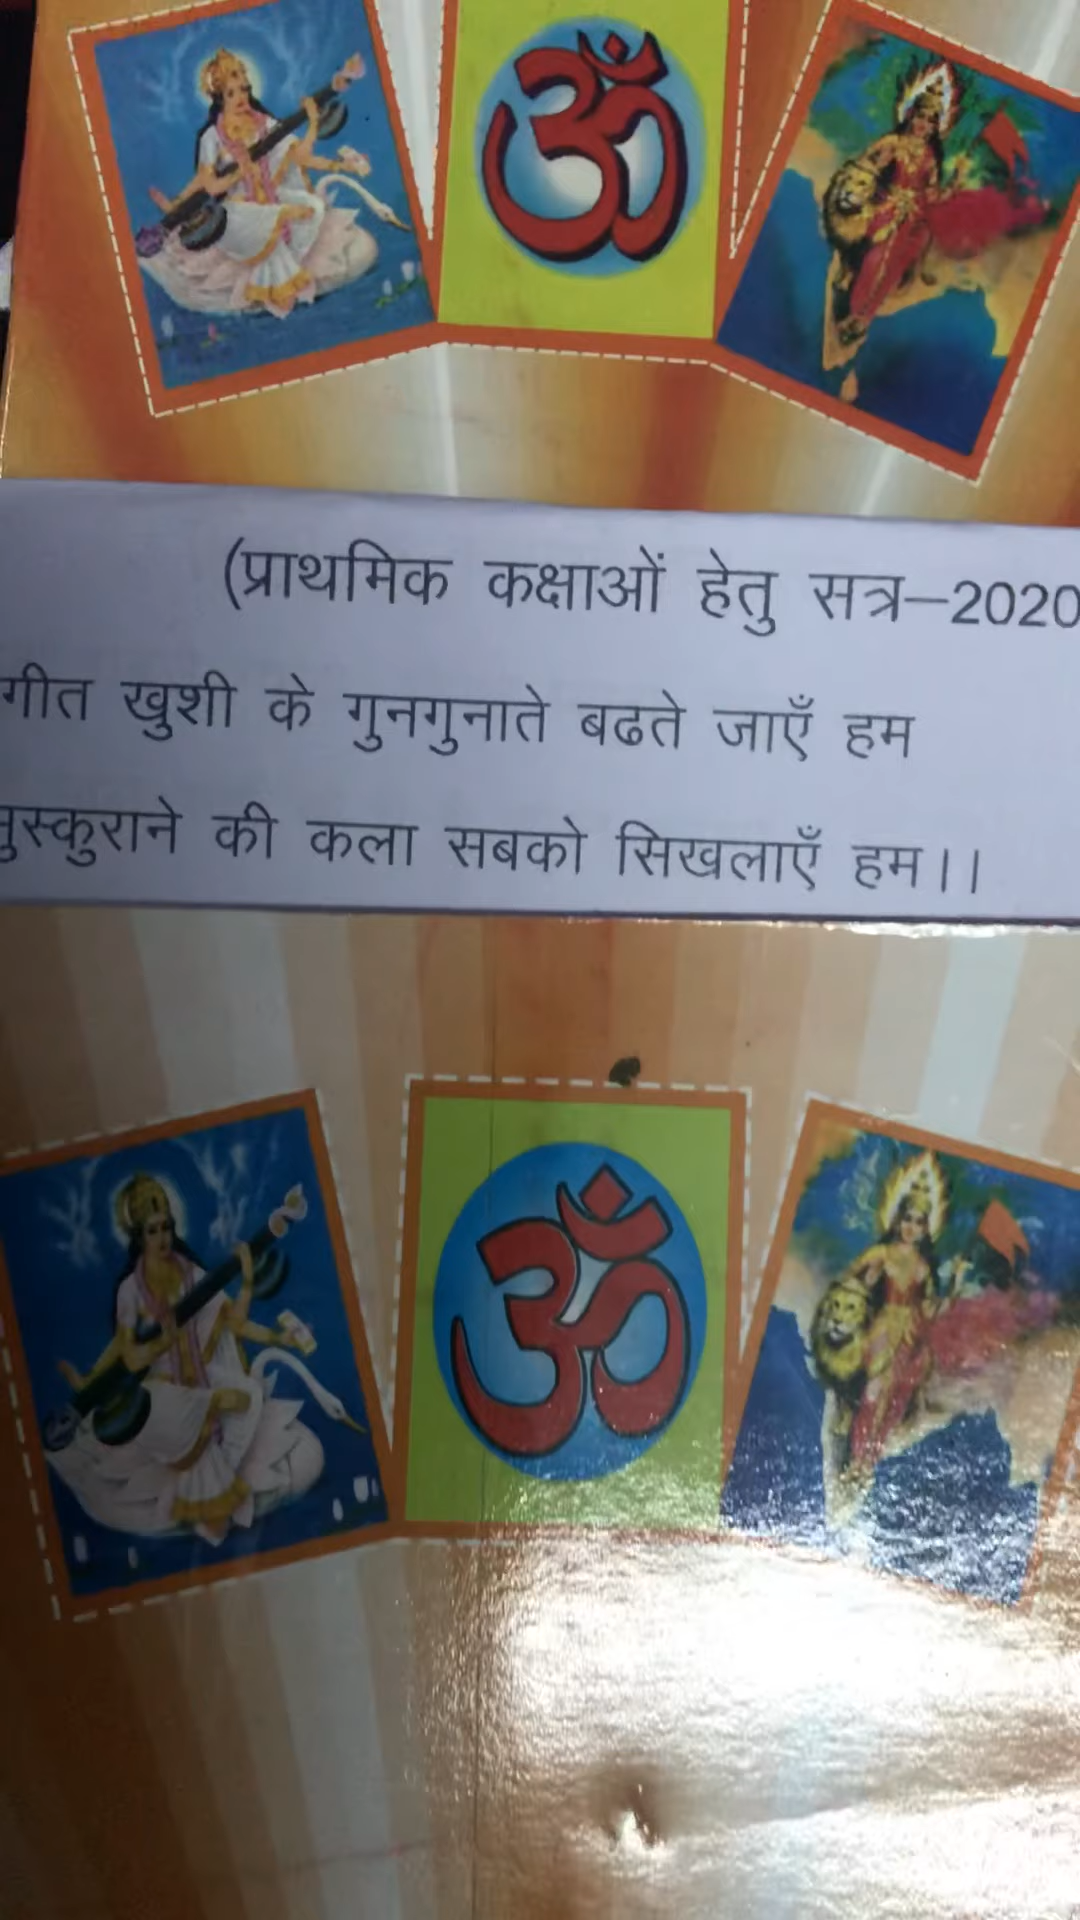 ॐ
(प्राथमिक कक्षाओं हेतु सत्र–2020
गीत खुशी के गुनगुनाते बढते जाएँ हम
मुस्कुराने की कला सबको सिखलाएँ हम।।
ॐ